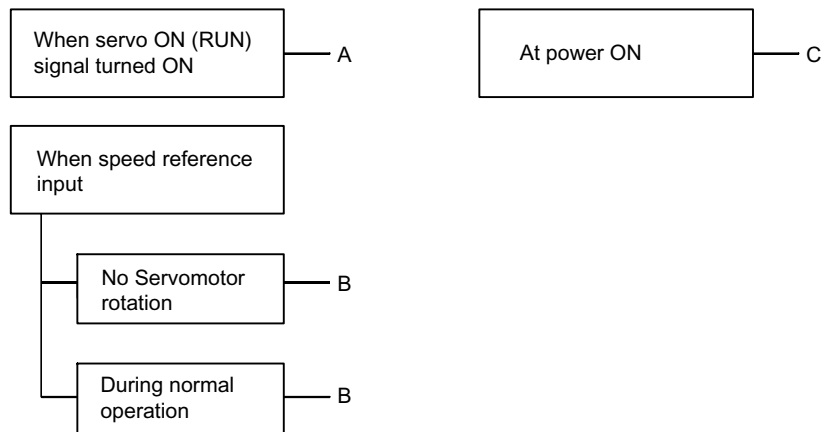 When servo ON (RUN)
signal turned ON
A
At power ON
C
When speed reference
input
No Servomotor
rotation
B
During normal
operation
B